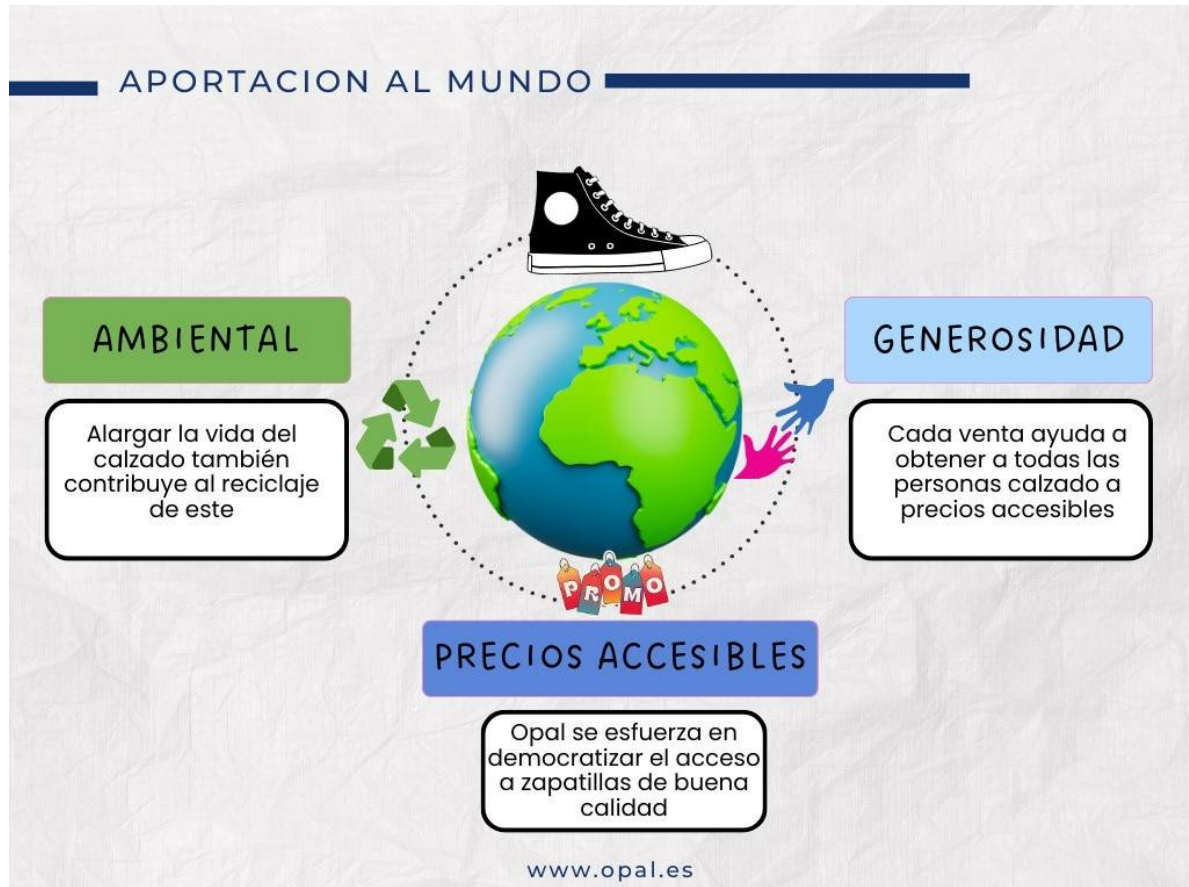 APORTACION AL MUNDO
AMBIENTAL
Alargar la vida del
calzado también
contribuye al reciclaje
de este
GENEROSIDAD
Cada venta ayuda a
obtener a todas las
personas calzado a
precios accesibles
PROMO
PRECIOS ACCESIBLES
Opal se esfuerza en
democratizar el acceso
a zapatillas de buena
calidad
www.opal.es